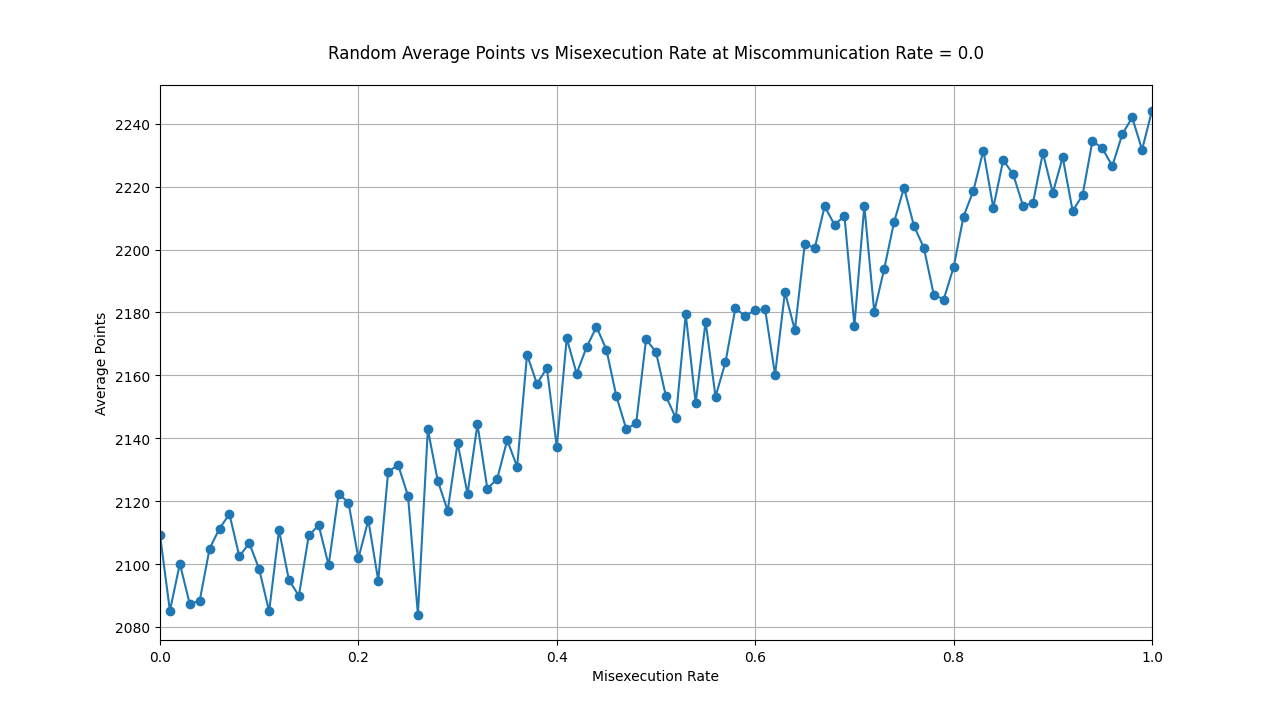 Random Average Points vs Misexecution Rate at Miscommunication Rate = 0.0
Average Points
2240
2220
2200
2180
2160
2140
2120
2100
2080
0.0 0.2 0.4 0.6 0.8 1.0
Misexecution Rate